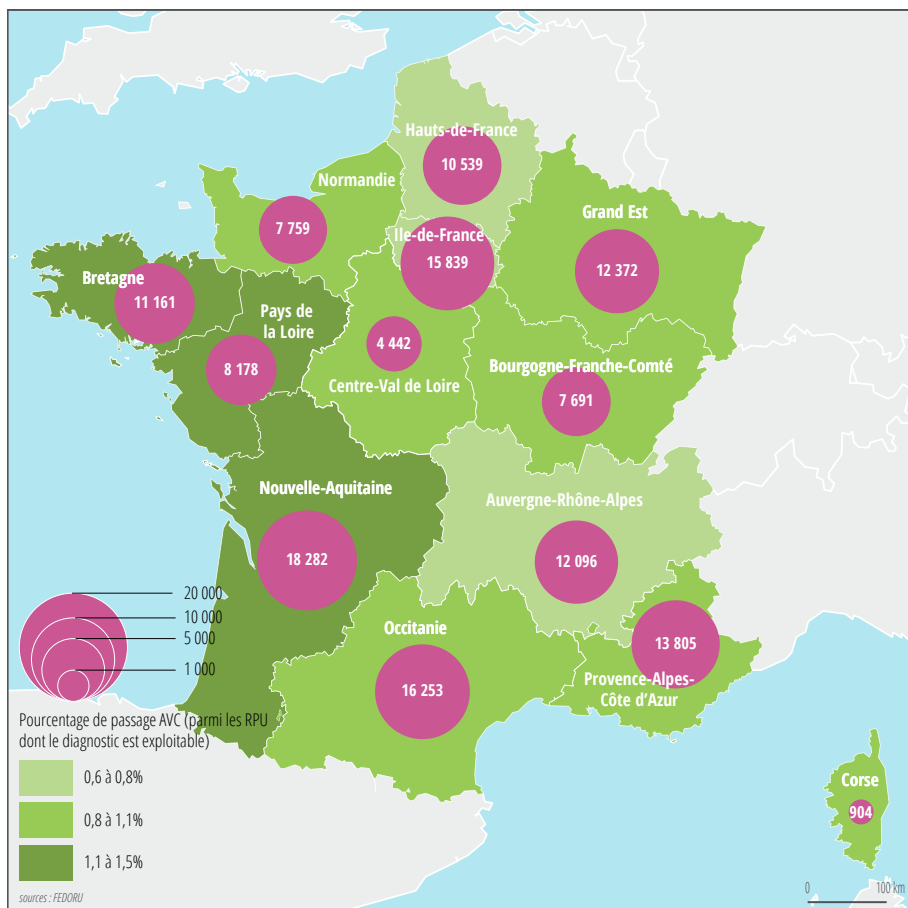 Hauts-de-France
10 539
Normandie
7 759
Ile-de-France
15 839
Grand Est
12 372
Bretagne
11 161
Pays de
la Loire
8 178
4 442
Centre-Val de Loire
Bourgogne-Franche-Comté
7 691
Nouvelle-Aquitaine
18 282
Auvergne-Rhône-Alpes
12 096
Occitanie
16 253
13 805
Provence-Alpes-
Côte d'Azur
Corse
904
20 000
10 000
5 000
1 000
Pourcentage de passage AVC (parmi les RPU
dont le diagnostic est exploitable)
0,6 à 0,8%
0,8 à 1,1%
1,1 à 1,5%
sources : FEDORU
0 100 km